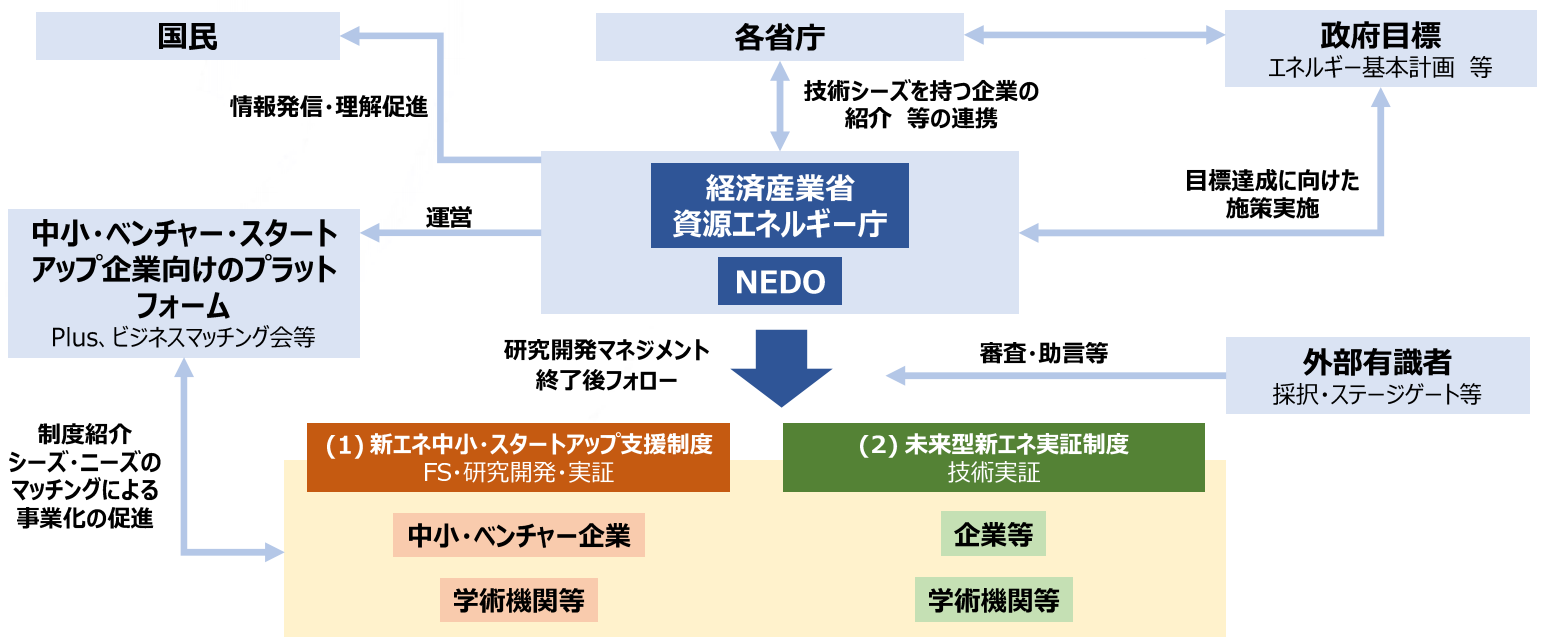 国民
各省庁
政府目標
エネルギー基本計画　等
情報発信・理解促進
技術シーズを持つ企業の
紹介　等の連携
目標達成に向けた
施策実施
経済産業省
資源エネルギー庁
NEDO
運営
中小・ベンチャー・スタート
アップ企業向けのプラット
フォーム
Plus、ビジネスマッチング会等
研究開発マネジメント
終了後フォロー
審査・助言等
外部有識者
採択・ステージゲート等
制度紹介
シーズ・ニーズの
マッチングによる
事業化の促進
(1) 新エネ中小・スタートアップ支援制度
FS・研究開発・実証
(2) 未来型新エネ実証制度
技術実証
中小・ベンチャー企業
企業等
学術機関等
学術機関等